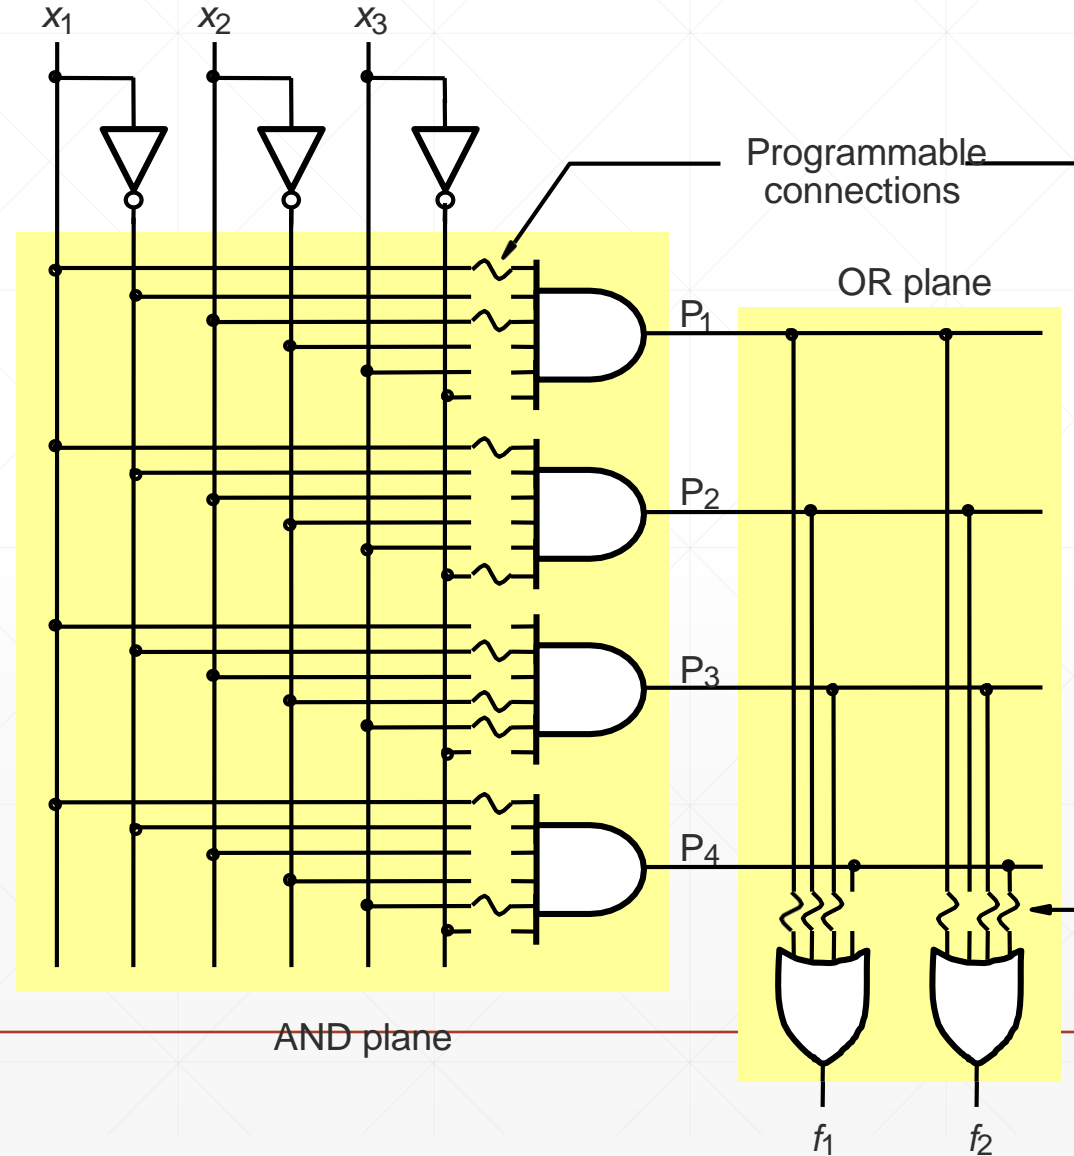 x1 x2 x3
Programmable
connections
OR plane
P1
P2
P3
P4
AND plane
f1 f2